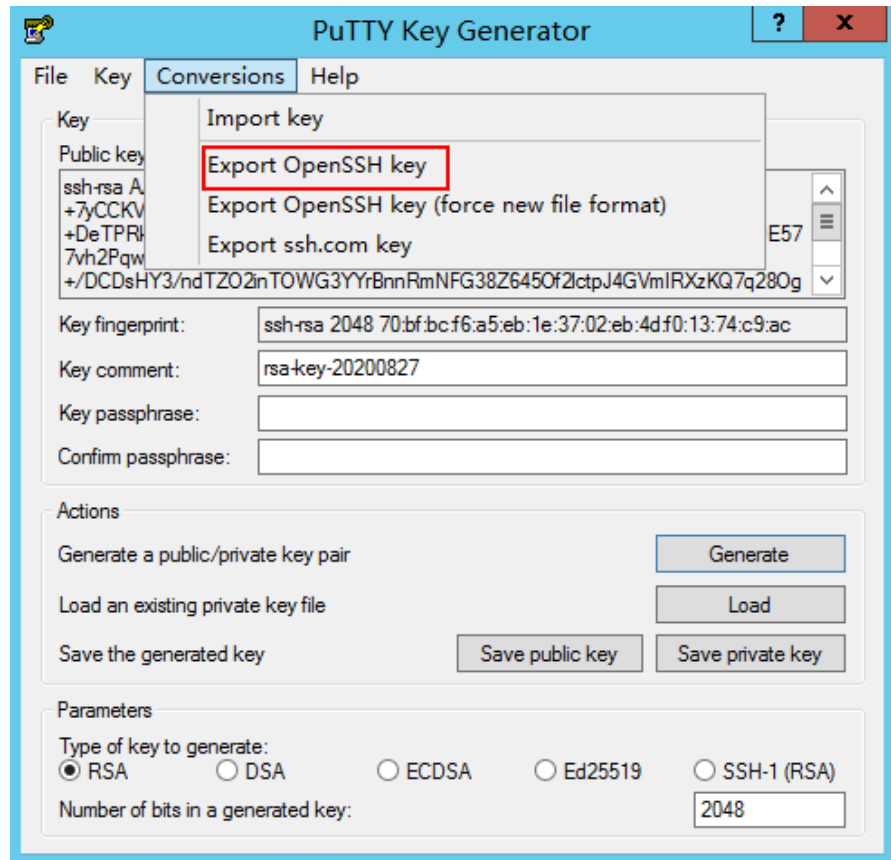 PuTTY Key Generator
? x
File Key Conversions Help
Import key
Export OpenSSH key
Export OpenSSH key (force new file format)
Export ssh.com key
Key
Public key
ssh-rsa A
+7yCCKV
+DeTPRk E57
7vh2Pqw
+/DCDsHY3/ndTZO2inTOWG3YYrBnnRmNFG38Z645Of2lctpJ4GVmIRXzKQ7q28Og
Key fingerprint: ssh-rsa 2048 70:bf:bc:f6:a5:eb:1e:37:02:eb:4d:f0:13:74:c9:ac
Key comment: rsa-key-20200827
Key passphrase:
Confirm passphrase:
Actions
Generate a public/private key pair Generate
Load an existing private key file Load
Save the generated key Save public key Save private key
Parameters
Type of key to generate:
RSA DSA ECDSA Ed25519 SSH-1 (RSA)
Number of bits in a generated key: 2048